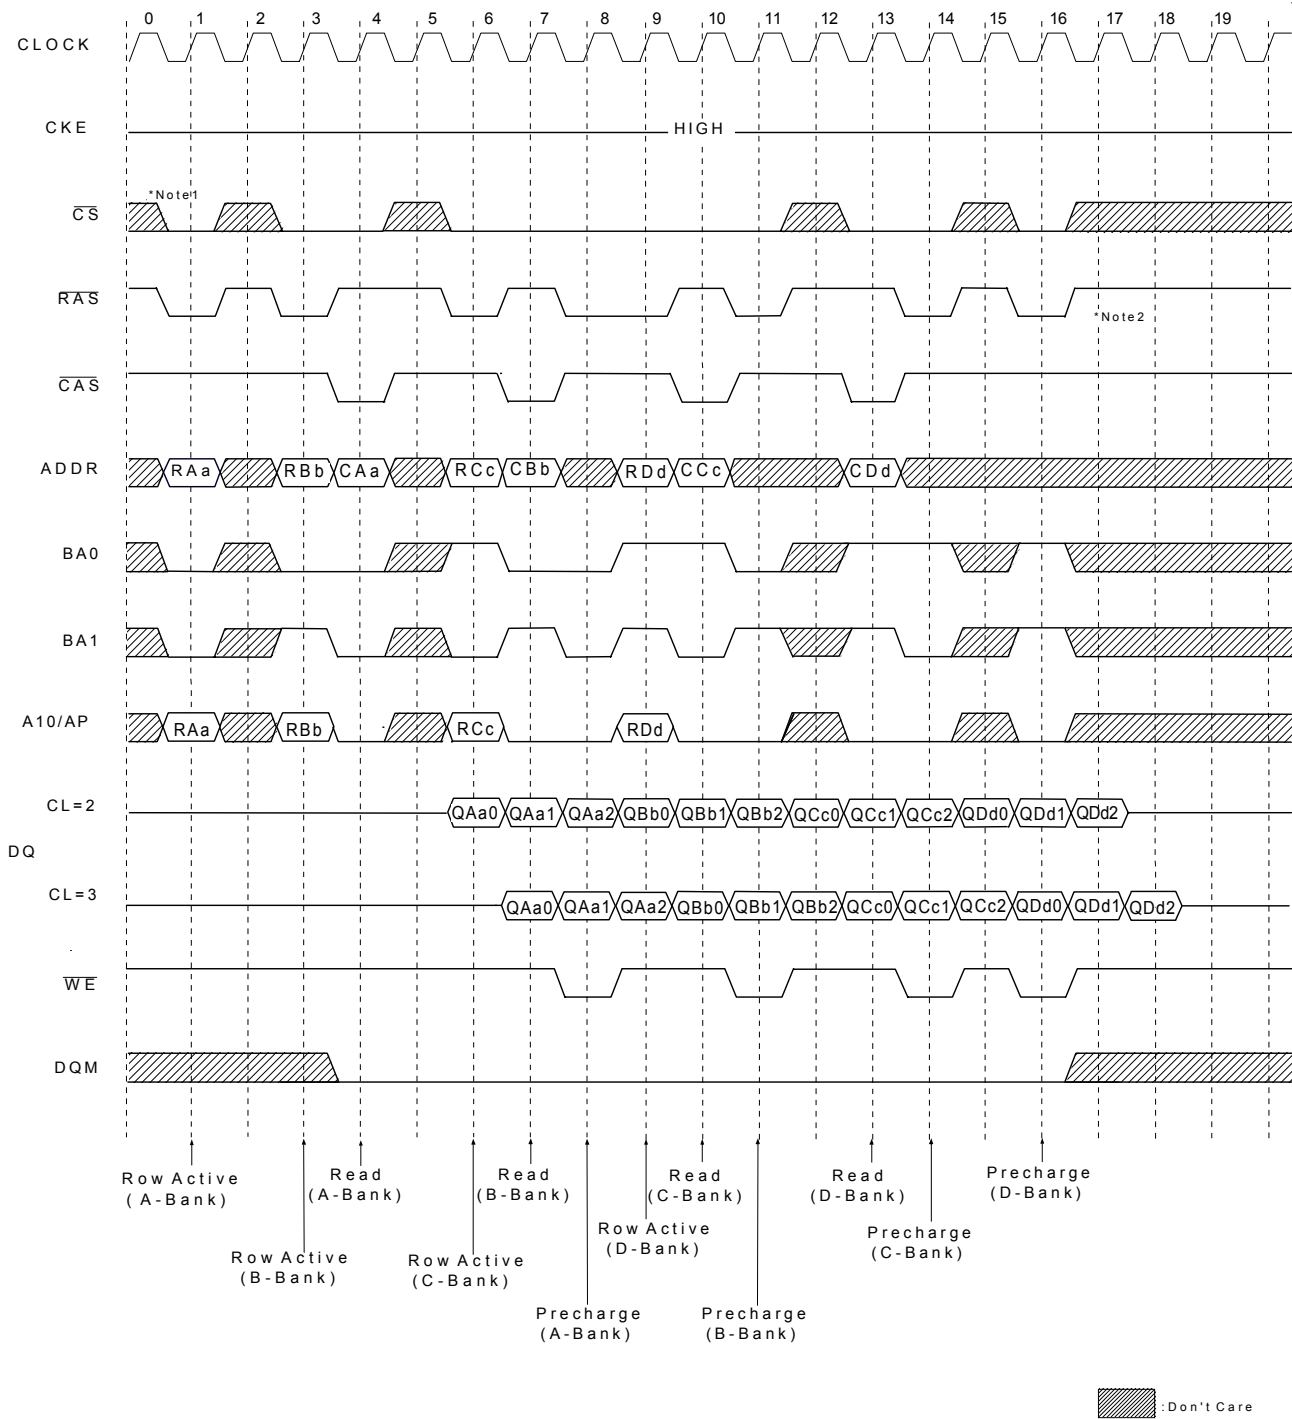 0 1 2 3 4 5 6 7 8 9 10 11 12 13 14 15 16 17 18 19
CLOCK
CKE
HIGH
*Note1
CS
RAS
*Note2
CAS
ADDR RAa RBb CAa RCc CBb RDd CCc CDd
BA0
BA1
A10/AP RAa RBb RCc RDd
CL=2 QAa0 QAa1 QAa2 QBb0 QBb1 QBb2 QCc0 QCc1 QCc2 QDd0 QDd1 QDd2
DQ
CL=3 QAa0 QAa1 QAa2 QBb0 QBb1 QBb2 QCc0 QCc1 QCc2 QDd0 QDd1 QDd2
WE
DQM
Row Active
(A-Bank)
Read
(A-Bank)
Read
(B-Bank)
Read
(C-Bank)
Read
(D-Bank)
Precharge
(D-Bank)
Row Active
(D-Bank)
Precharge
(C-Bank)
Row Active
(B-Bank)
Row Active
(C-Bank)
Precharge
(A-Bank)
Precharge
(B-Bank)
:Don't Care